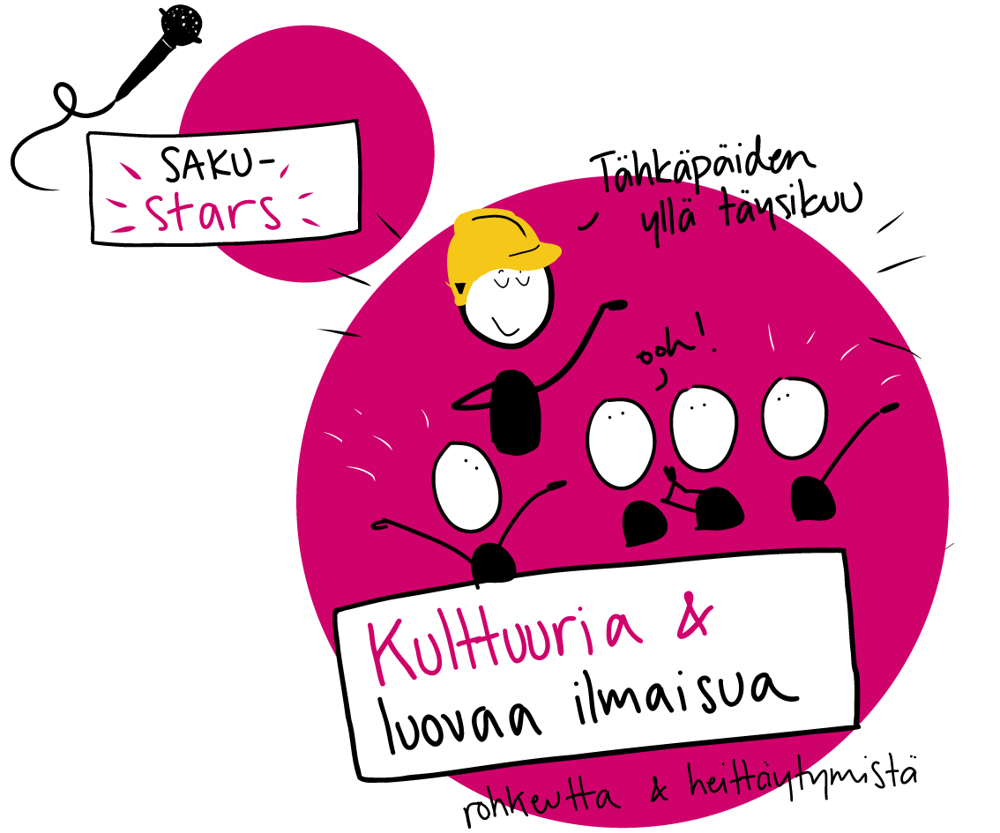 SAKU-
stars
Tähkäpäiden
yllä täysikuu
ooh!
Kulttuuria &
luovaa ilmaisua
rohkeutta & heittäytymistä